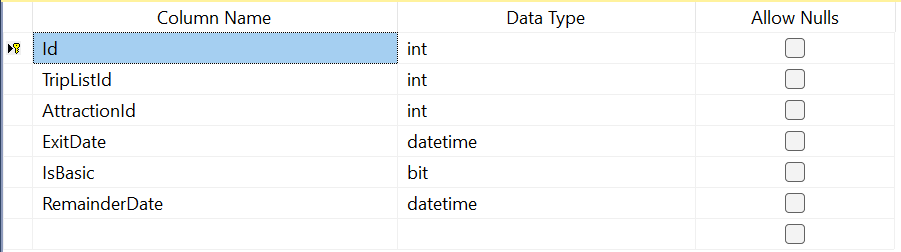 Column Name Data Type Allow Nulls
Id int
TripListId int
AttractionId int
ExitDate datetime
IsBasic bit
RemainderDate datetime